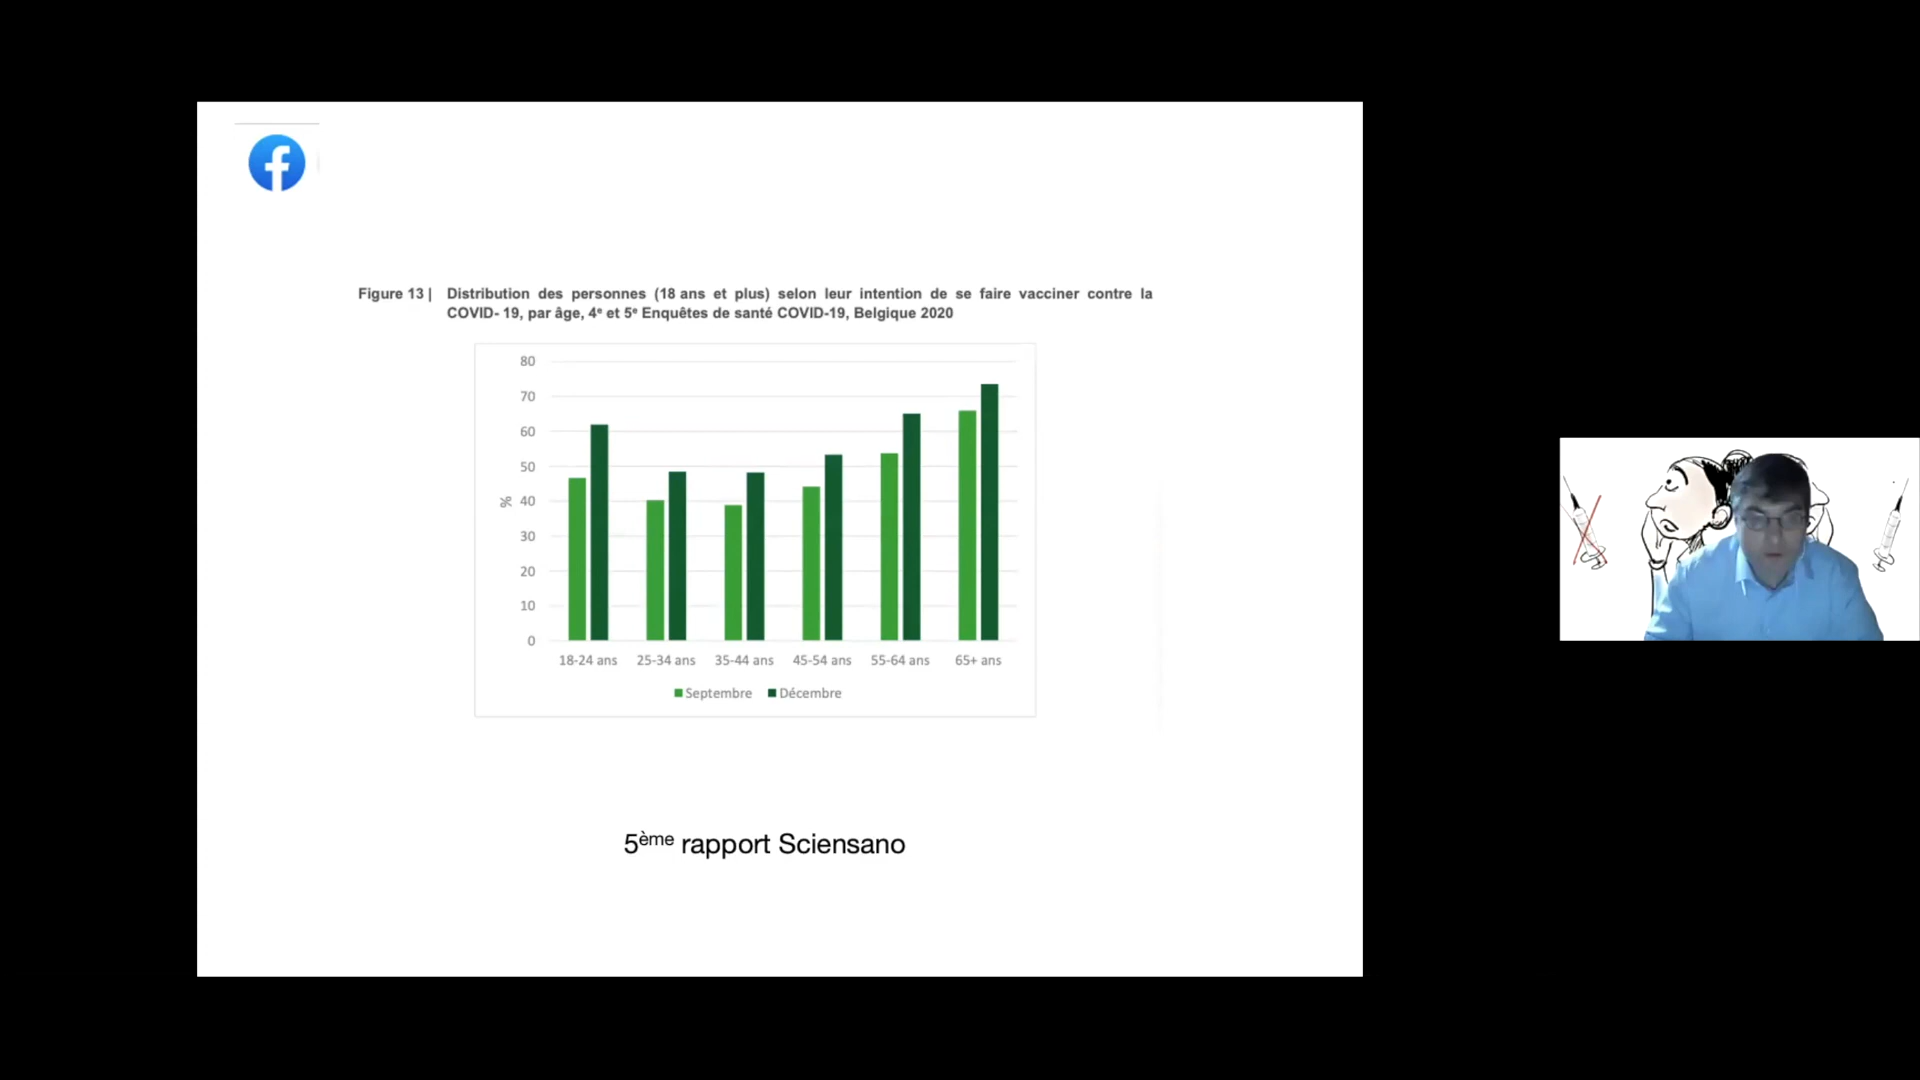 Figure 13 | Distribution des personnes (18 ans et plus) selon leur intention de se faire vacciner contre la
COVID- 19, par âge, 4e et 5e Enquêtes de santé COVID-19, Belgique 2020
80
70
60
50
40
30
20
10
0
%
18-24 ans 25-34 ans 35-44 ans 45-54 ans 55-64 ans 65+ ans
Septembre Décembre
5ème rapport Sciensano